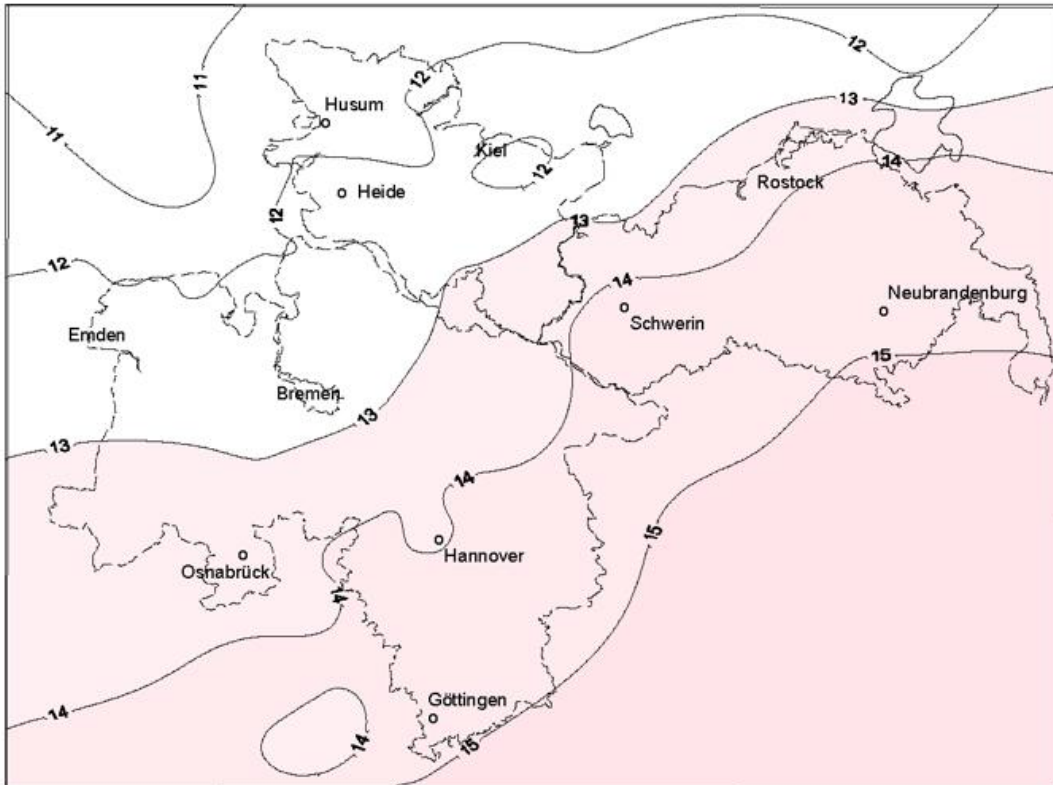 12
11
12
13
Husum
11
14
Kiel
12
Rostock
Heide
12
13
12
14
Neubrandenburg
Schwerin
Emden
15
Bremen
13
13
14
15
Hannover
Osnabrück
14
Göttingen
14
14
15